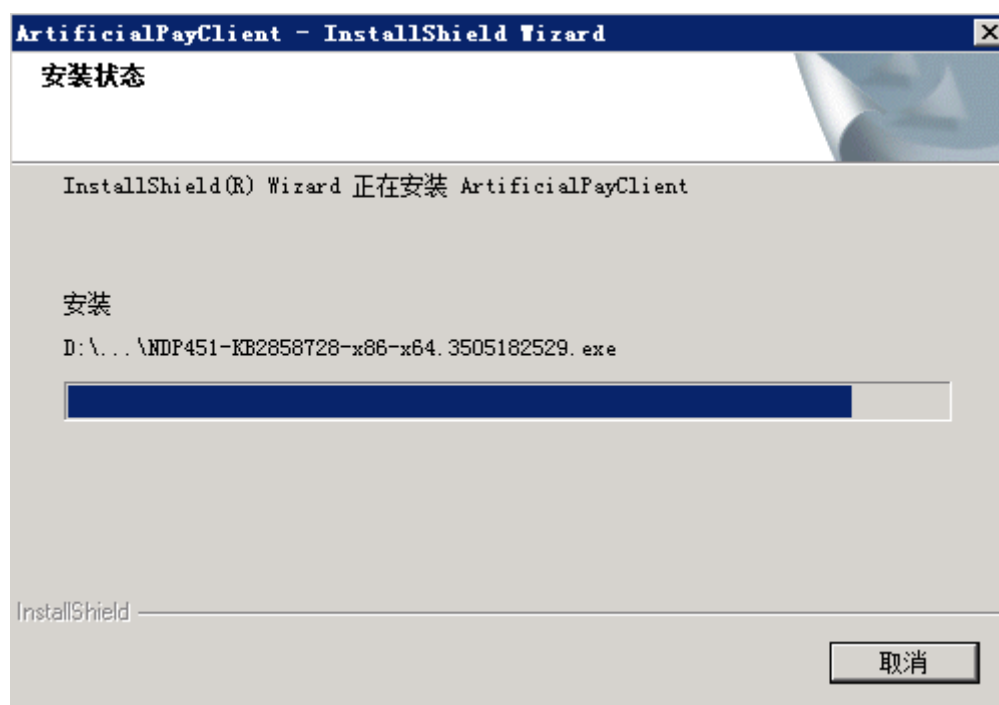 ArtificialPayClient - InstallShield Wizard
安装状态
InstallShield(R) Wizard 正在安装 ArtificialPayClient
安装
D:\...\NDP451-KB2858728-x86-x64.3505182529.exe
InstallShield
取消